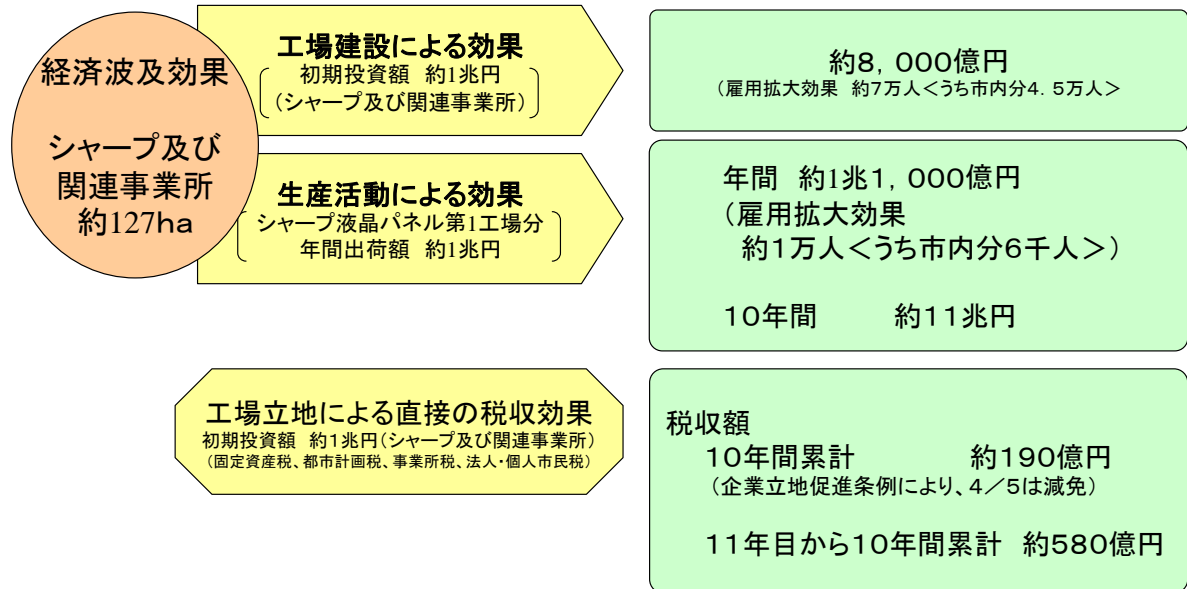 経済波及効果
シャープ及び
関連事業所
約127ha
工場建設による効果
初期投資額 約1兆円
(シャープ及び関連事業所)
約8,000億円
(雇用拡大効果 約7万人<うち市内分4.5万人>
生産活動による効果
シャープ液晶パネル第1工場分
年間出荷額 約1兆円
年間 約1兆1,000億円
(雇用拡大効果
約1万人<うち市内分6千人>)
10年間 約11兆円
工場立地による直接の税収効果
初期投資額 約1兆円(シャープ及び関連事業所)
(固定資産税、都市計画税、事業所税、法人・個人市民税)
税収額
10年間累計 約190億円
(企業立地促進条例により、4/5は減免)
11年目から10年間累計 約580億円